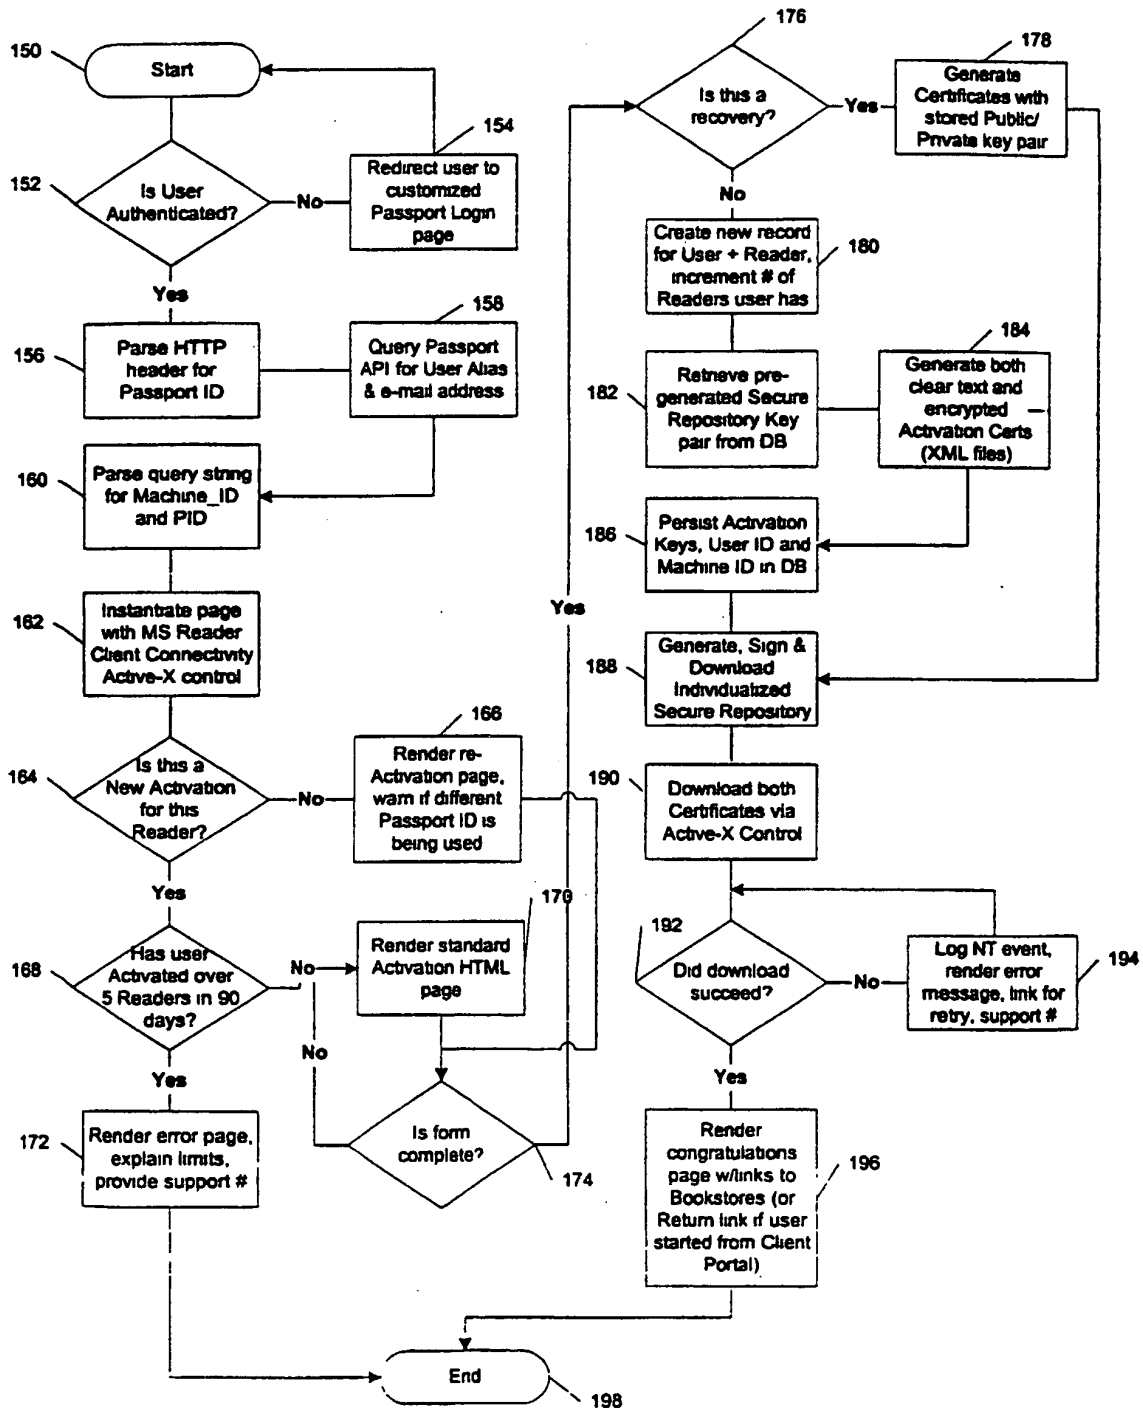 150
Start
154
Redirect user to
customized
Passport Login
page
152
Is User
Authenticated?
No
Yes
156
Parse HTTP
header for
Passport ID
158
Query Passport
API for User Alias
& e-mail address
160
Parse query string
for Machine_ID
and PID
162
Instantrate page
with MS Reader
Client Connectivity
Active-X control
164
Is this a
New Activation
for this
Reader?
No
166
Render re-
Activation page,
warn if different
Passport ID is
being used
Yes
168
Has user
Activated over
5 Readers in 90
days?
No
170
Render standard
Activation HTML
page
No
Yes
172
Render error page,
explain limits,
provide support #
Is form
complete?
174
Yes
176
Is this a
recovery?
Yes
178
Generate
Certificates with
stored Public/
Private key pair
No
Create new record
for User + Reader,
increment # of
Readers user has
180
182
Retrieve pre-
generated Secure
Repository Key
pair from DB
184
Generate both
clear text and
encrypted
Activation Certs
(XML files)
186
Persist Activation
Keys, User ID and
Machine ID in DB
188
Generate, Sign &
Download
Individualized
Secure Repository
190
Download both
Certificates via
Active-X Control
192
Did download
succeed?
No
Log NT event,
render error
message, link for
retry, support #
194
Yes
Render
congratulations
page w/links to
Bookstores (or
Return link if user
started from Client
Portal)
196
End
198